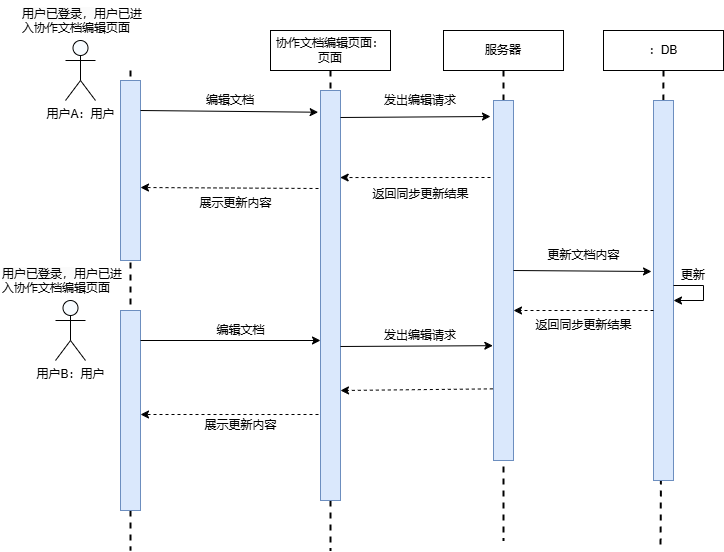 用户已登录，用户已进
入协作文档编辑页面
用户A：用户
协作文档编辑页面：
页面
服务器
：DB
编辑文档
发出编辑请求
返回同步更新结果
展示更新内容
更新文档内容
更新
返回同步更新结果
用户已登录，用户已进
入协作文档编辑页面
用户B：用户
编辑文档
发出编辑请求
展示更新内容